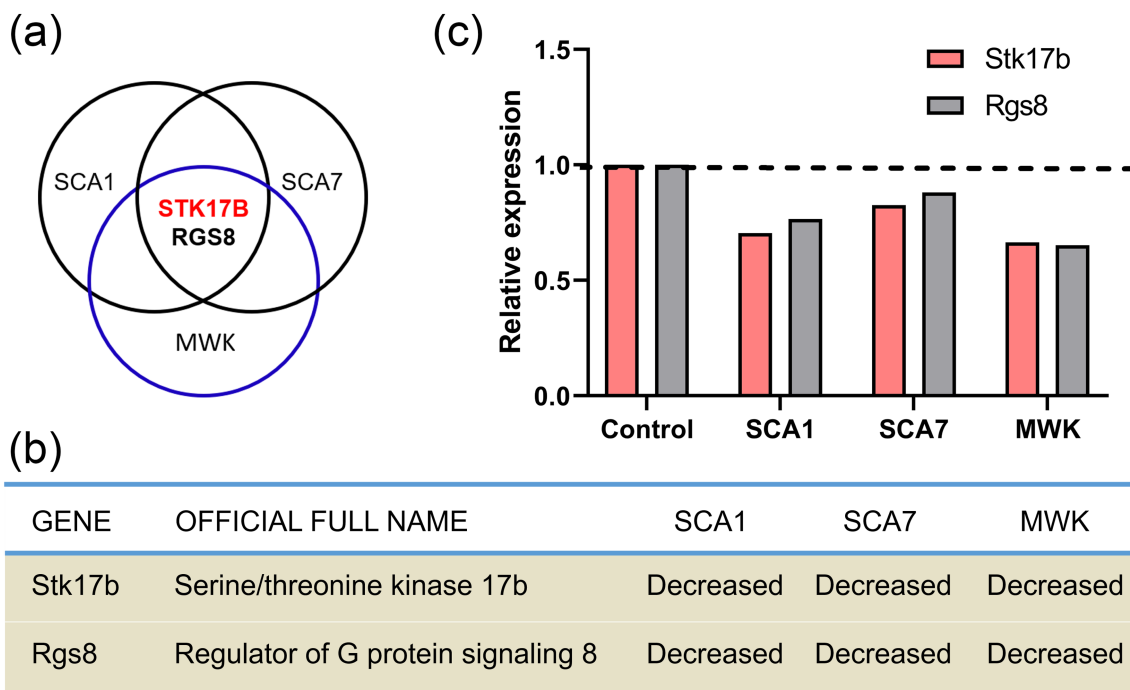 (a)
SCA1
SCA7
STK17B
RGS8
MWK
(c)
1.5
1.0
0.5
0.0
Relative expression
Stk17b
Rgs8
Control SCA1 SCA7 MWK
(b)
GENE OFFICIAL FULL NAME SCA1 SCA7 MWK
Stk17b Serine/threonine kinase 17b Decreased Decreased Decreased
Rgs8 Regulator of G protein signaling 8 Decreased Decreased Decreased